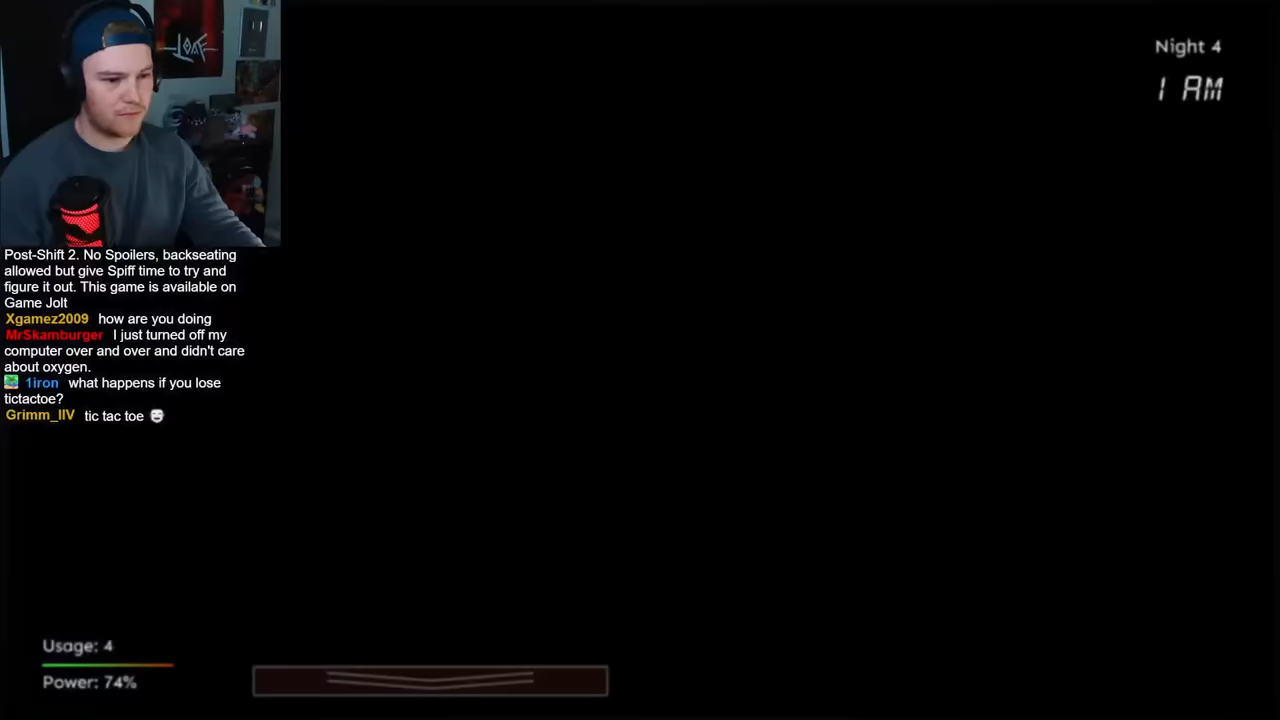 LOAF
Night 4
1 AM
Post-Shift 2. No Spoilers, backseating
allowed but give Spiff time to try and
figure it out. This game is available on
Game Jolt
Xgamez2009 how are you doing
MrSkamburger I just turned off my
computer over and over and didn't care
about oxygen.
1iron what happens if you lose
tictactoe?
Grimm_IIV tic tac toe
Usage: 4
Power: 74%